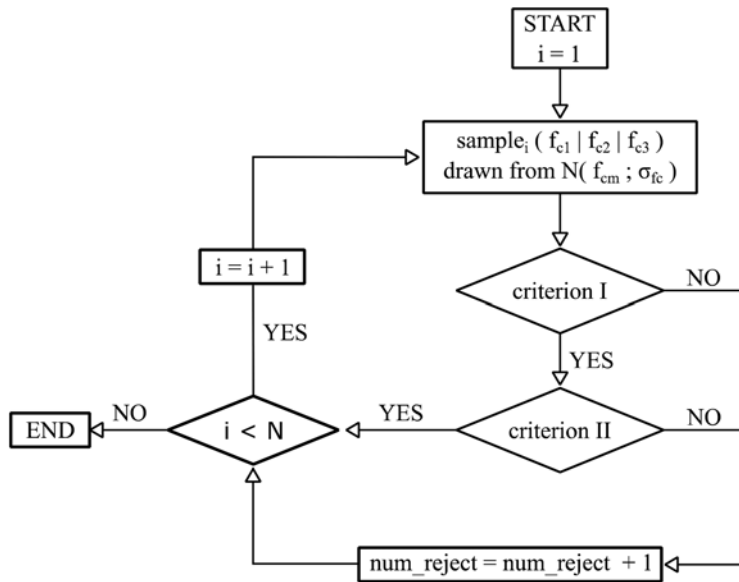 START
i = 1
sampleᵢ ( f_c1 | f_c2 | f_c3 )
drawn from N( f_cm ; σ_fc )
i = i + 1
criterion I
NO
YES
YES
END
NO
i < N
YES
criterion II
NO
num_reject = num_reject + 1